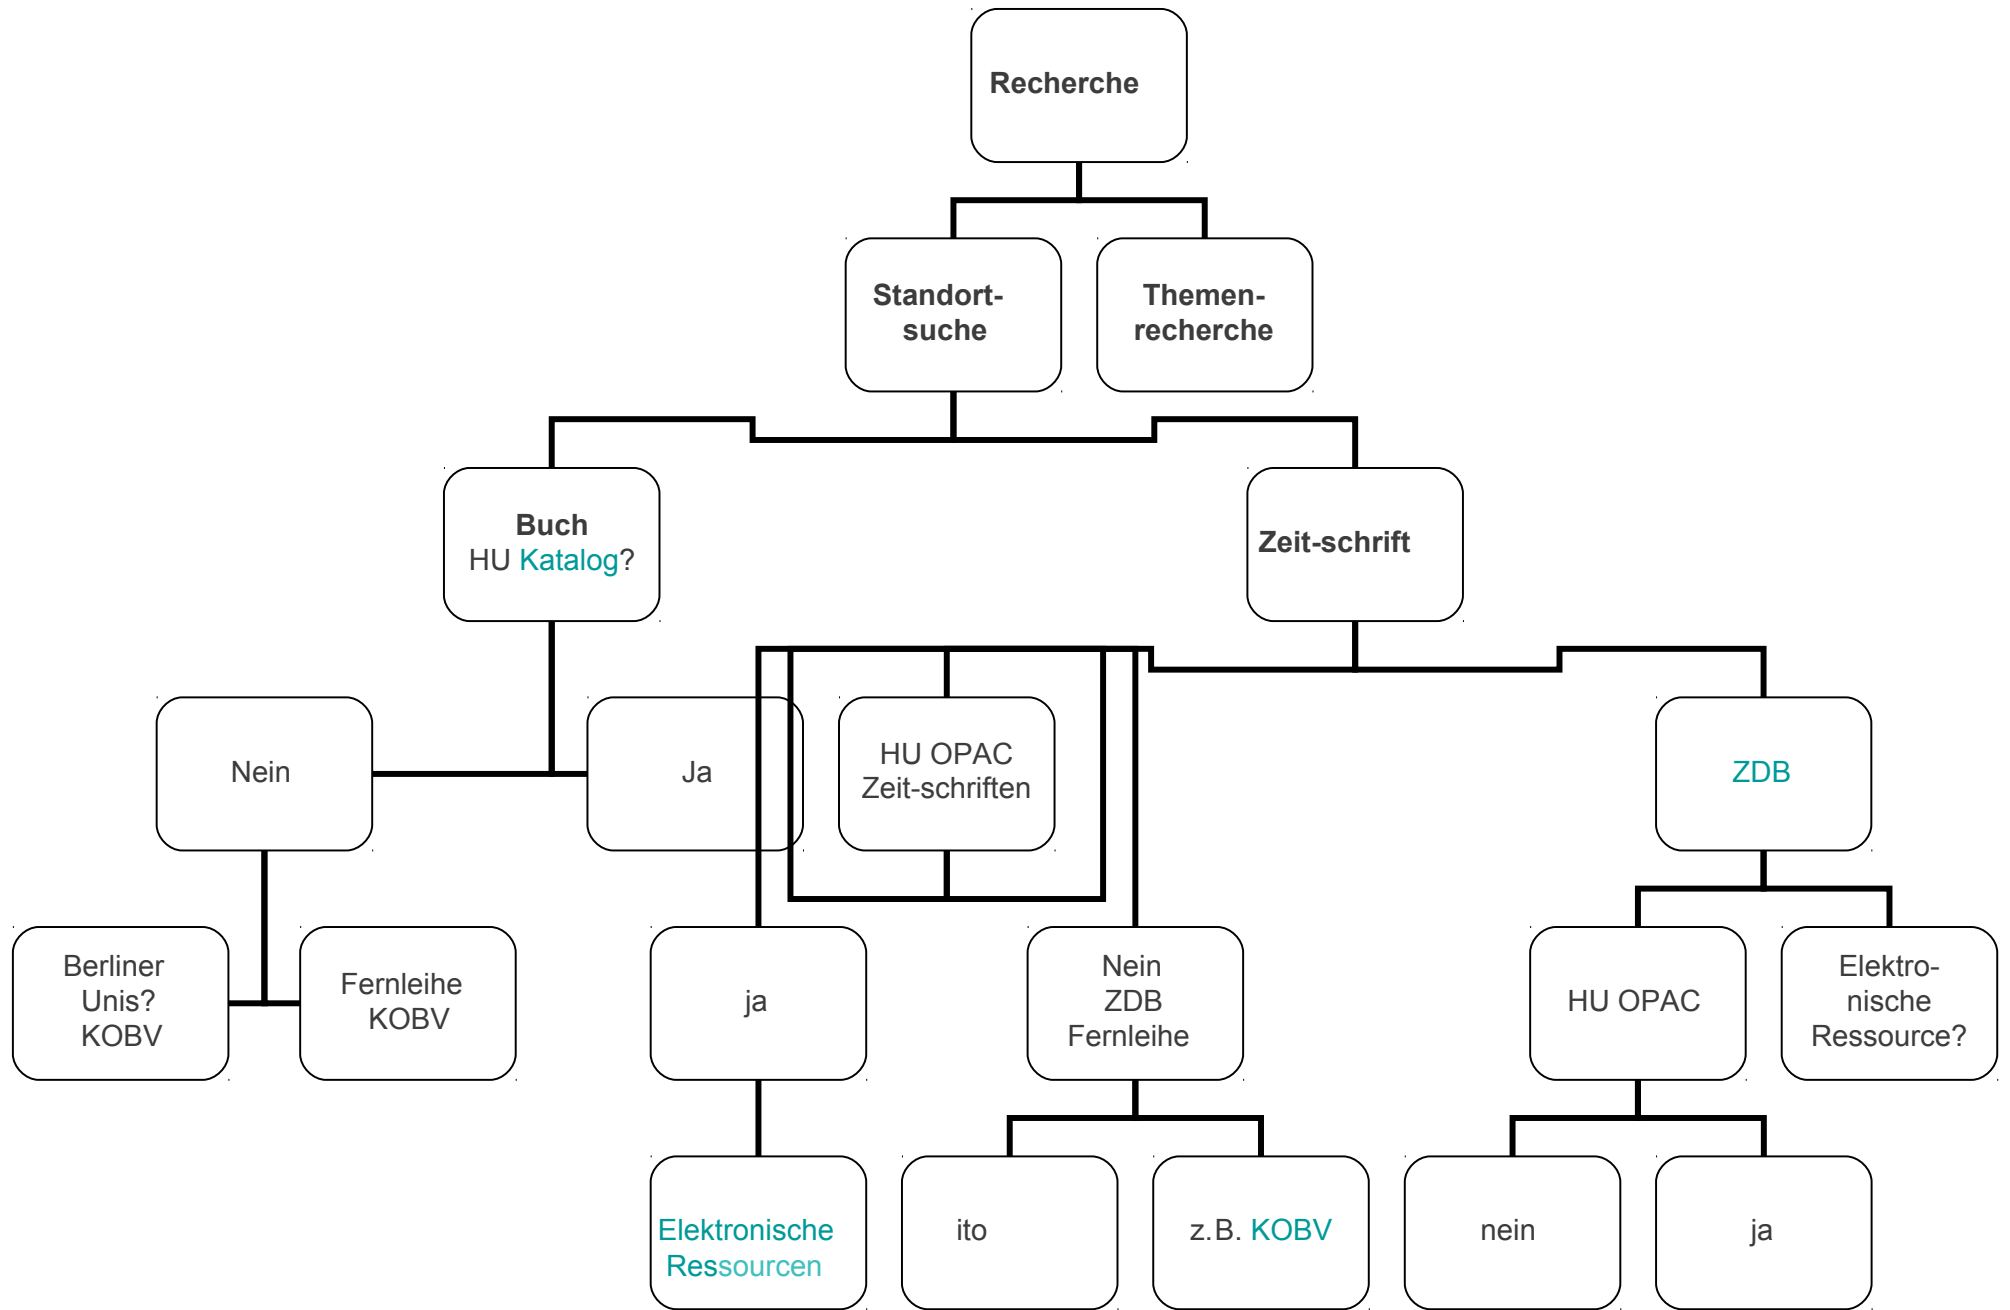 Recherche
Standort-
suche
Themen-
recherche
Buch
HU Katalog?
Zeit-schrift
Nein
Ja
HU OPAC
Zeit-schriften
ZDB
Berliner
Unis?
KOBV
Fernleihe
KOBV
ja
Nein
ZDB
Fernleihe
HU OPAC
Elektro-
nische
Ressource?
Elektronische
Ressourcen
ito
z.B. KOBV
nein
ja